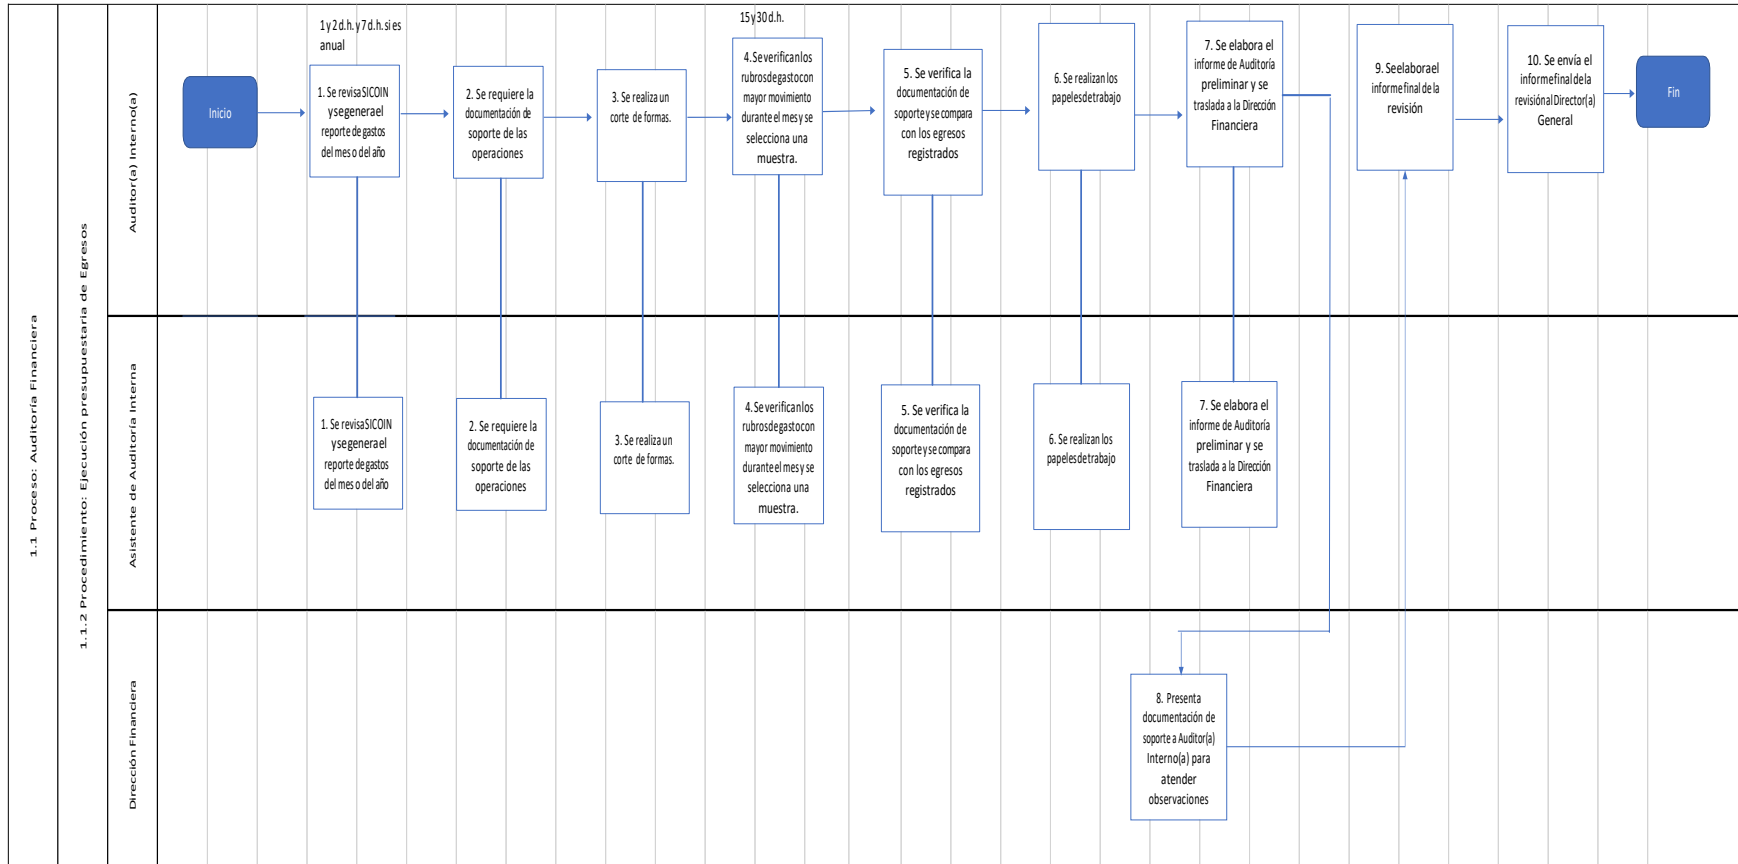 1.1 Proceso: Auditoría Financiera
1.1.2 Procedimiento: Ejecución presupuestaria de Egresos
Auditor(a) Interno(a)
Inicio
1 y 2 d.h. y 7 d.h. si es
anual
1. Se revisa SICOIN
y se genera el
reporte de gastos
del mes o del año
2. Se requiere la
documentación de
soporte de las
operaciones
3. Se realiza un
corte de formas.
15 y 30 d.h.
4. Se verifican los
rubros de gasto con
mayor movimiento
durante el mes y se
selecciona una
muestra.
5. Se verifica la
documentación de
soporte y se compara
con los egresos
registrados
6. Se realizan los
papeles de trabajo
7. Se elabora el
informe de Auditoría
preliminar y se
traslada a la Dirección
Financiera
9. Se elabora el
informe final de la
revisión
10. Se envía el
informe final de la
revisión al Director(a)
General
Fin
Asistente de Auditoría Interna
1. Se revisa SICOIN
y se genera el
reporte de gastos
del mes o del año
2. Se requiere la
documentación de
soporte de las
operaciones
3. Se realiza un
corte de formas.
4. Se verifican los
rubros de gasto con
mayor movimiento
durante el mes y se
selecciona una
muestra.
5. Se verifica la
documentación de
soporte y se compara
con los egresos
registrados
6. Se realizan los
papeles de trabajo
7. Se elabora el
informe de Auditoría
preliminar y se
traslada a la Dirección
Financiera
Dirección Financiera
8. Presenta
documentación de
soporte a Auditor(a)
Interno(a) para
atender
observaciones